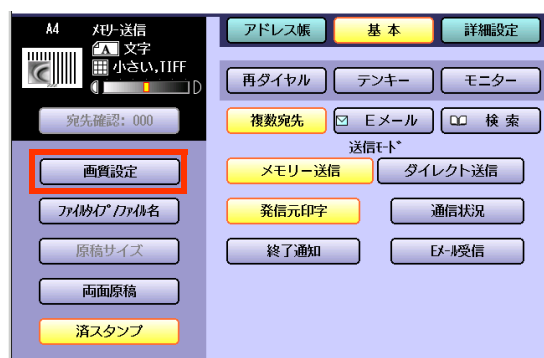 A4 ﾒﾓﾘｰ送信
A 文字
小さい,TIFF
D
宛先確認: 000
画質設定
ﾌｧｲﾙﾀｲﾌﾟ/ﾌｧｲﾙ名
原稿サイズ
両面原稿
済スタンプ
アドレス帳 基本 詳細設定
再ダイヤル テンキー モニター
複数宛先 Eメール 検索
送信ﾓｰﾄﾞ
メモリー送信 ダイレクト送信
発信元印字 通信状況
終了通知 Eﾒｰﾙ受信